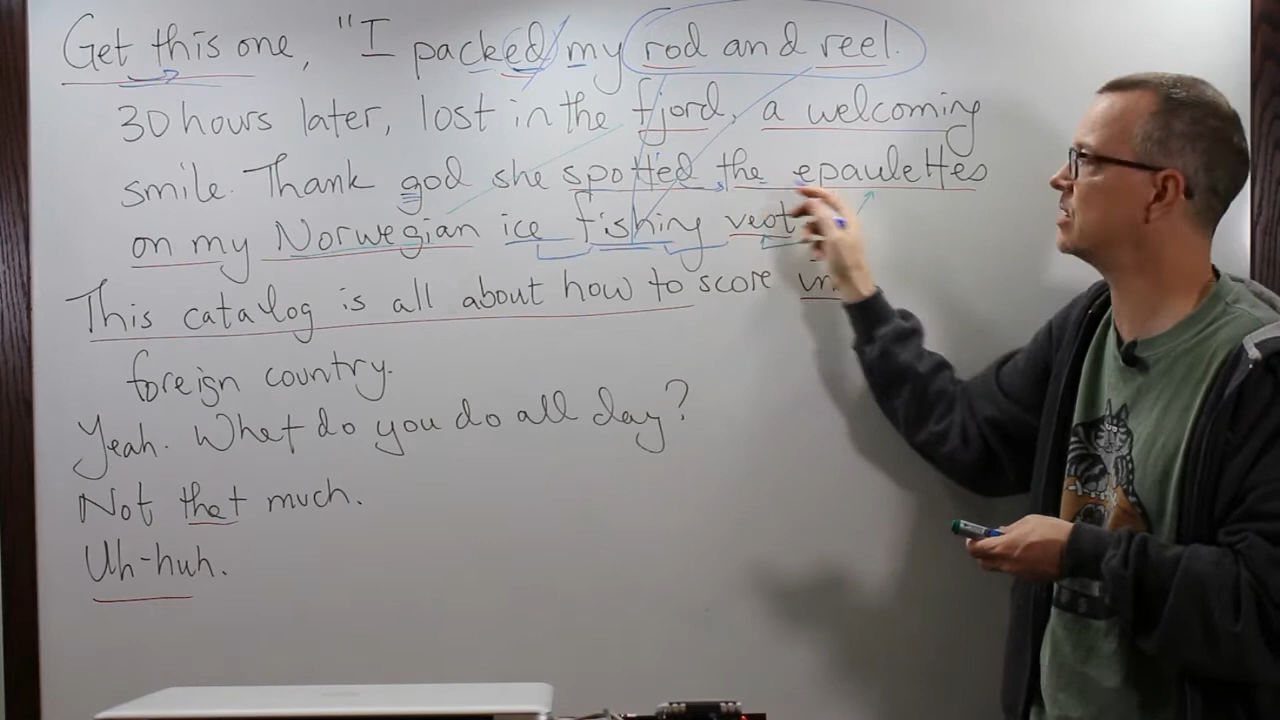 Get this one, "I packed my rod and reel.
30 hours later, lost in the fjord, a welcoming
smile. Thank god she spotted the epaulettes
on my Norwegian ice fishing vest
This catalog is all about how to score in
foreign country.
Yeah. What do you do all day?
Not that much.
Uh-huh.